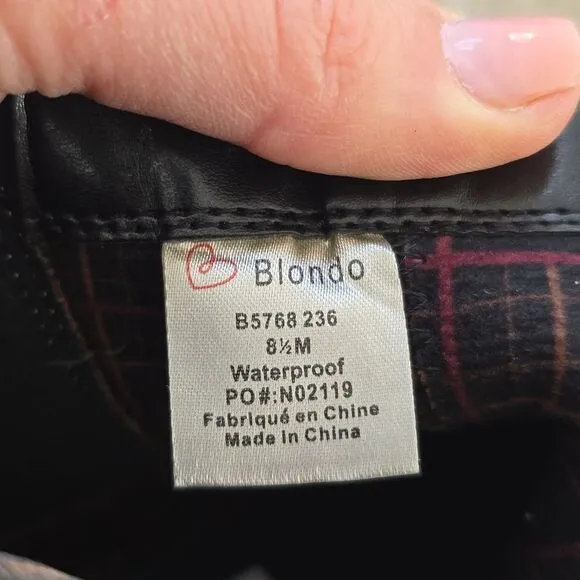 Blondo
B5768 236
8½M
Waterproof
PO#:N02119
Fabriqué en Chine
Made in China